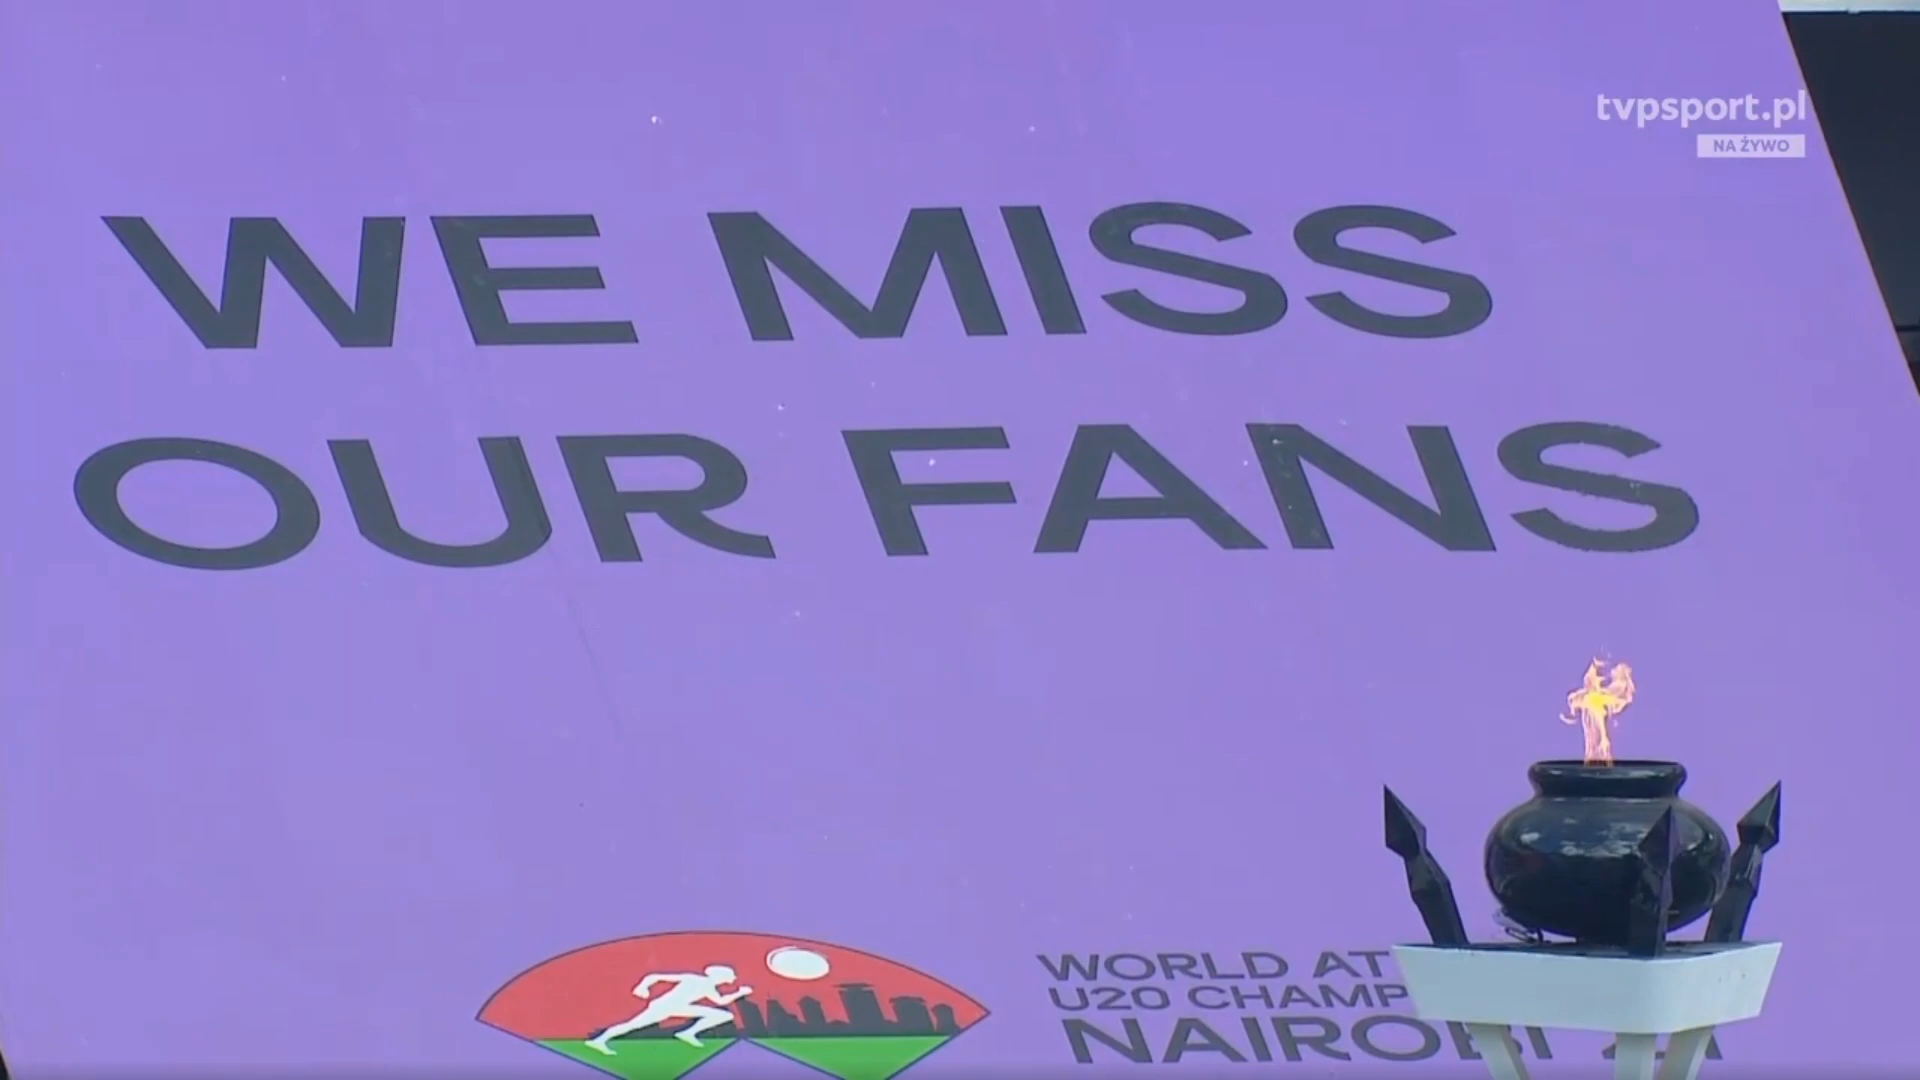 tvpsport.pl
NA ŻYWO
WE MISS
OUR FANS
WORLD AT
U20 CHAMP
NAIROBI